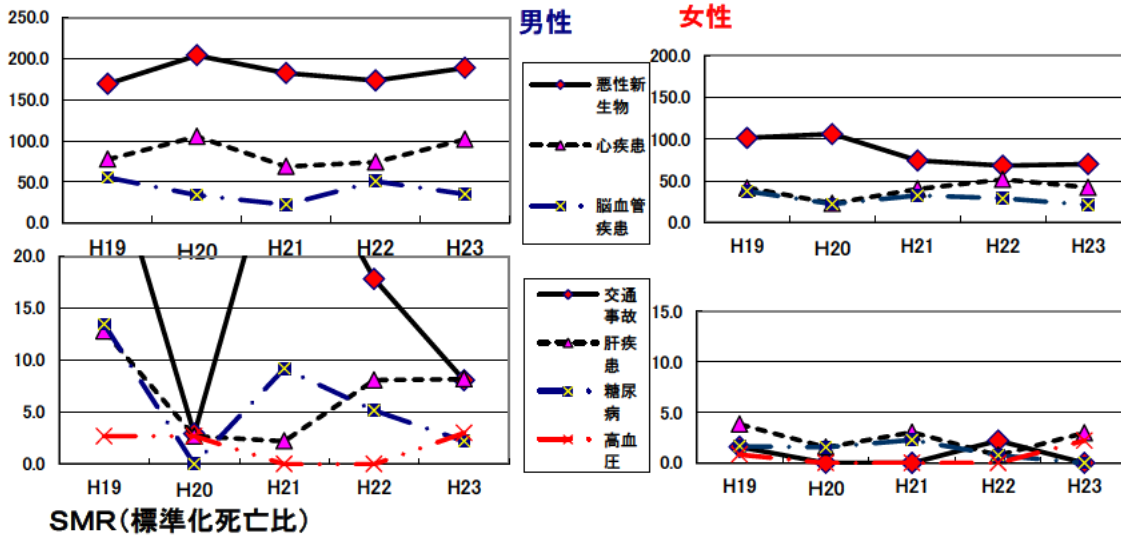 男性
女性
250.0
200.0
150.0
100.0
50.0
0.0
H19
H20
H21
H22
H23
悪性新
生物
心疾患
脳血管
疾患
200.0
150.0
100.0
50.0
0.0
H19
H20
H21
H22
H23
20.0
15.0
10.0
5.0
0.0
H19
H20
H21
H22
H23
交通
事故
肝疾
患
糖尿
病
高血
圧
15.0
10.0
5.0
0.0
H19
H20
H21
H22
H23
SMR(標準化死亡比)